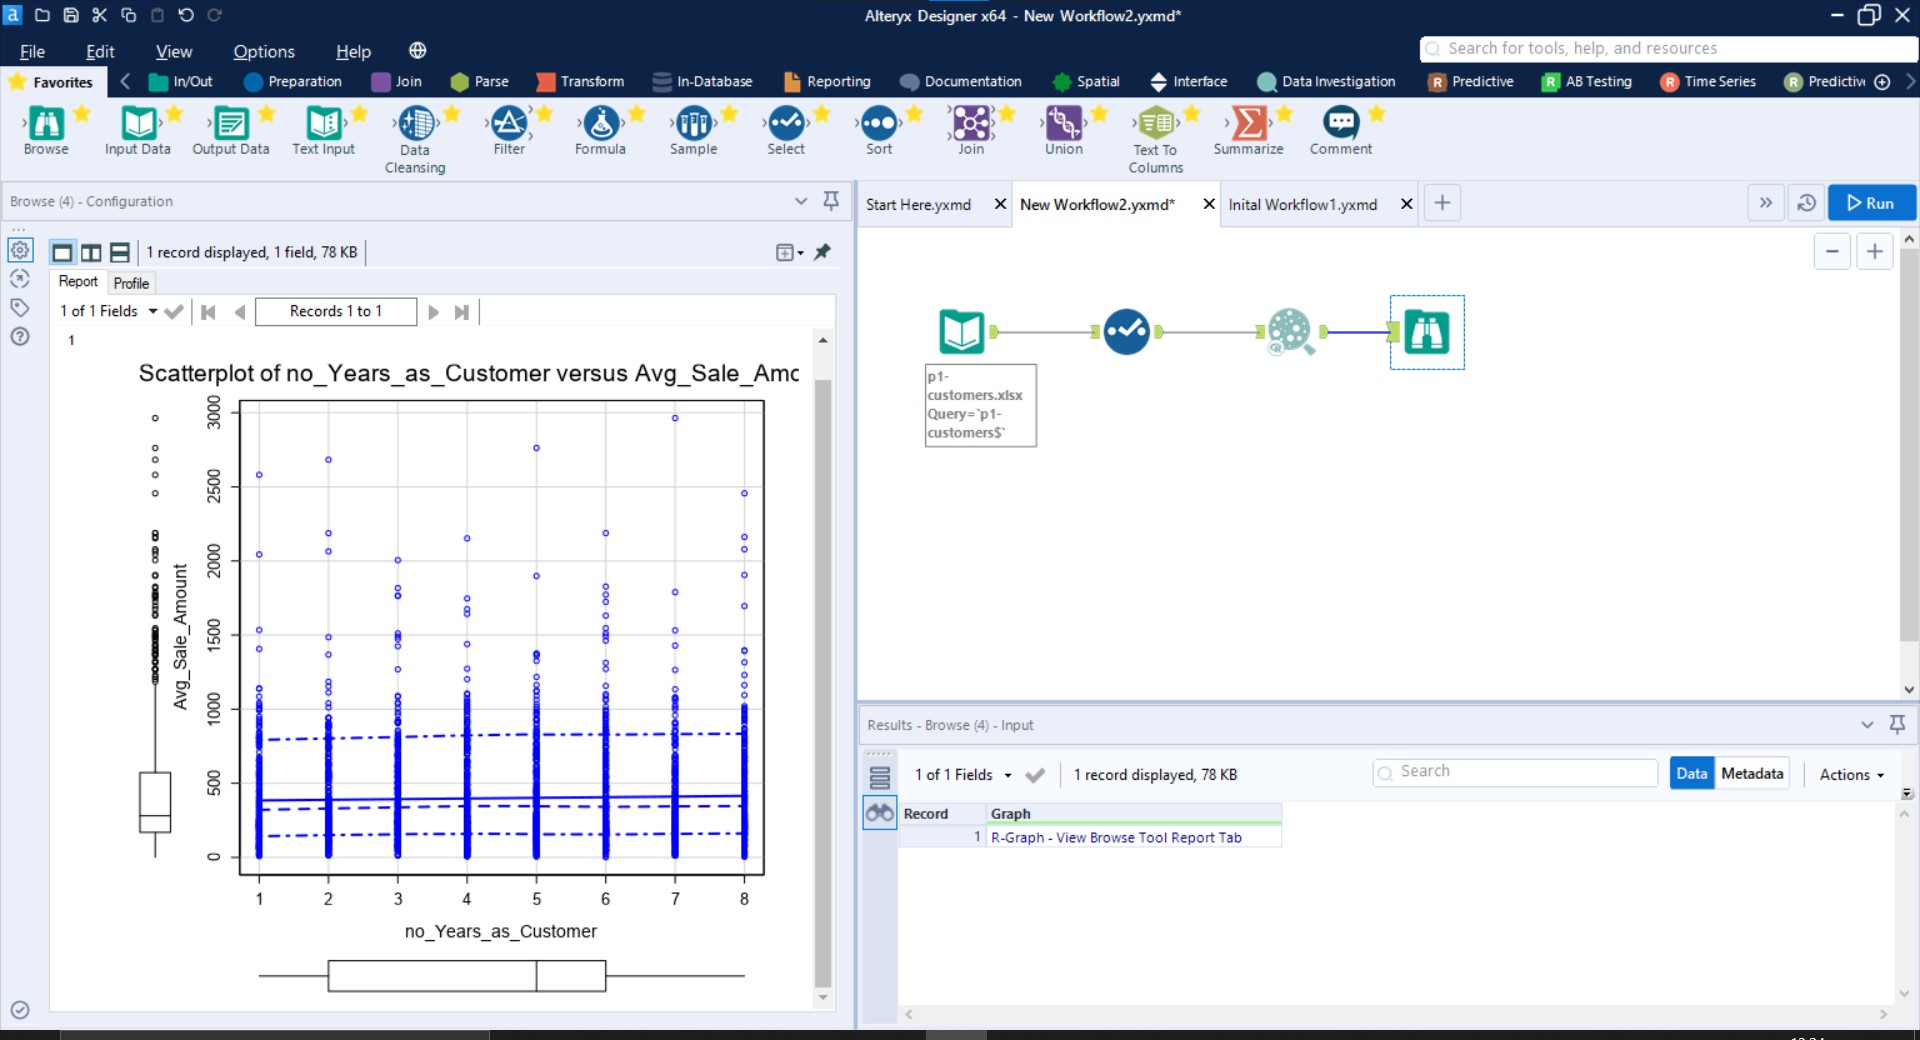 a
Alteryx Designer x64 - New Workflow2.yxmd*
File Edit View Options Help
Search for tools, help, and resources
Favorites In/Out Preparation Join Parse Transform In-Database Reporting Documentation Spatial Interface Data Investigation R Predictive R AB Testing R Time Series R Predictiv
Browse Input Data Output Data Text Input Data Cleansing Filter Formula Sample Select Sort Join Union Text To Columns Summarize Comment
Browse (4) - Configuration
1 record displayed, 1 field, 78 KB
Report Profile
1 of 1 Fields Records 1 to 1
1
Scatterplot of no_Years_as_Customer versus Avg_Sale_Amo
3000
2500
2000
1500
1000
500
0
Avg_Sale_Amount
1 2 3 4 5 6 7 8
no_Years_as_Customer
Start Here.yxmd New Workflow2.yxmd* Inital Workflow1.yxmd Run
R
p1-
customers.xlsx
Query=`p1-
customers$`
Results - Browse (4) - Input
1 of 1 Fields 1 record displayed, 78 KB Search Data Metadata Actions
Record Graph
1 R-Graph - View Browse Tool Report Tab